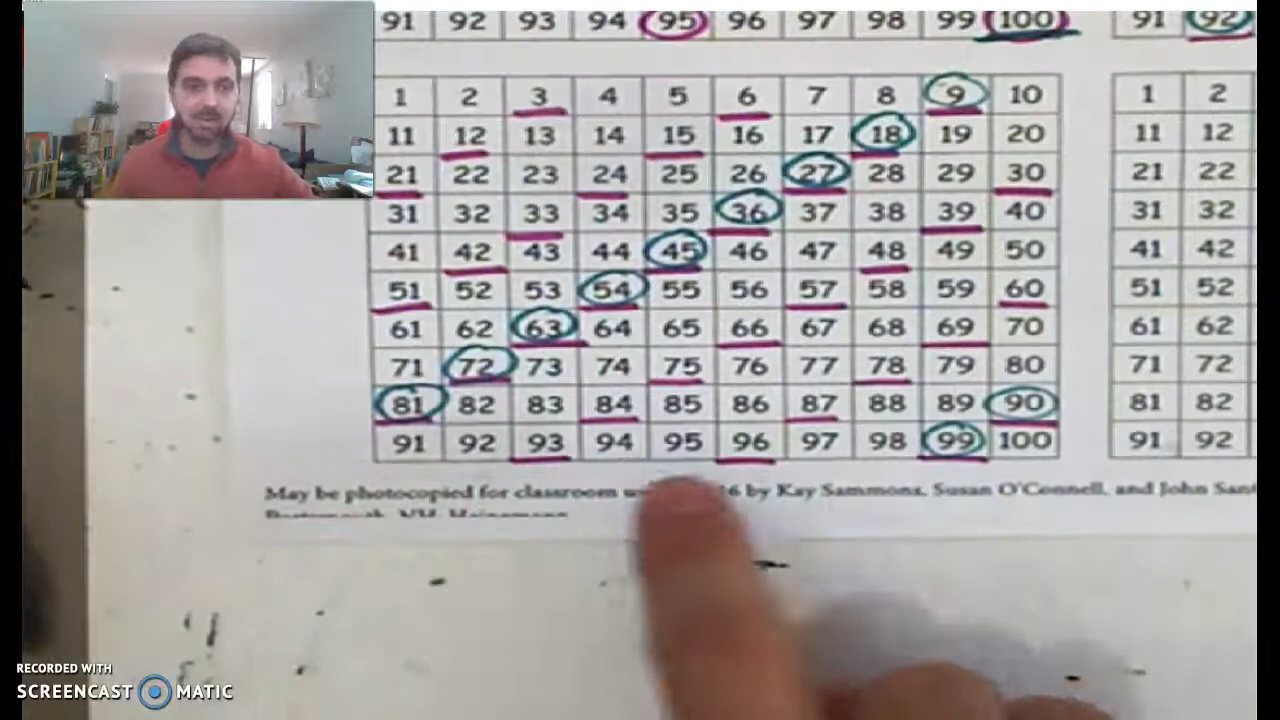 91 92 93 94 95 96 97 98 99 100 91 92
1 2 3 4 5 6 7 8 9 10 1 2
11 12 13 14 15 16 17 18 19 20 11 12
21 22 23 24 25 26 27 28 29 30 21 22
31 32 33 34 35 36 37 38 39 40 31 32
41 42 43 44 45 46 47 48 49 50 41 42
51 52 53 54 55 56 57 58 59 60 51 52
61 62 63 64 65 66 67 68 69 70 61 62
71 72 73 74 75 76 77 78 79 80 71 72
81 82 83 84 85 86 87 88 89 90 81 82
91 92 93 94 95 96 97 98 99 100 91 92
May be photocopied for classroom 6 by Kay Sammons, Susan O'Connell, and John
RECORDED WITH
SCREENCAST MATIC